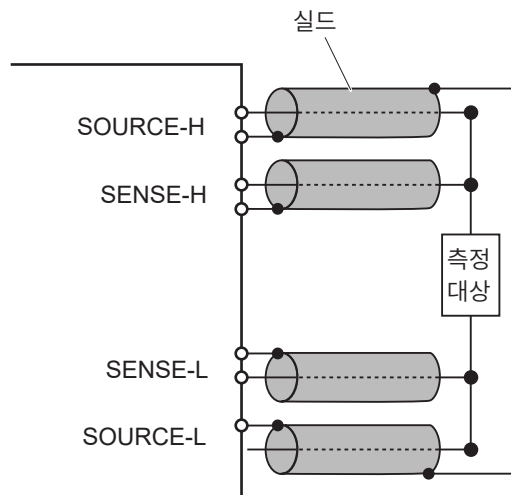 실드
SOURCE-H
SENSE-H
측정
대상
SENSE-L
SOURCE-L